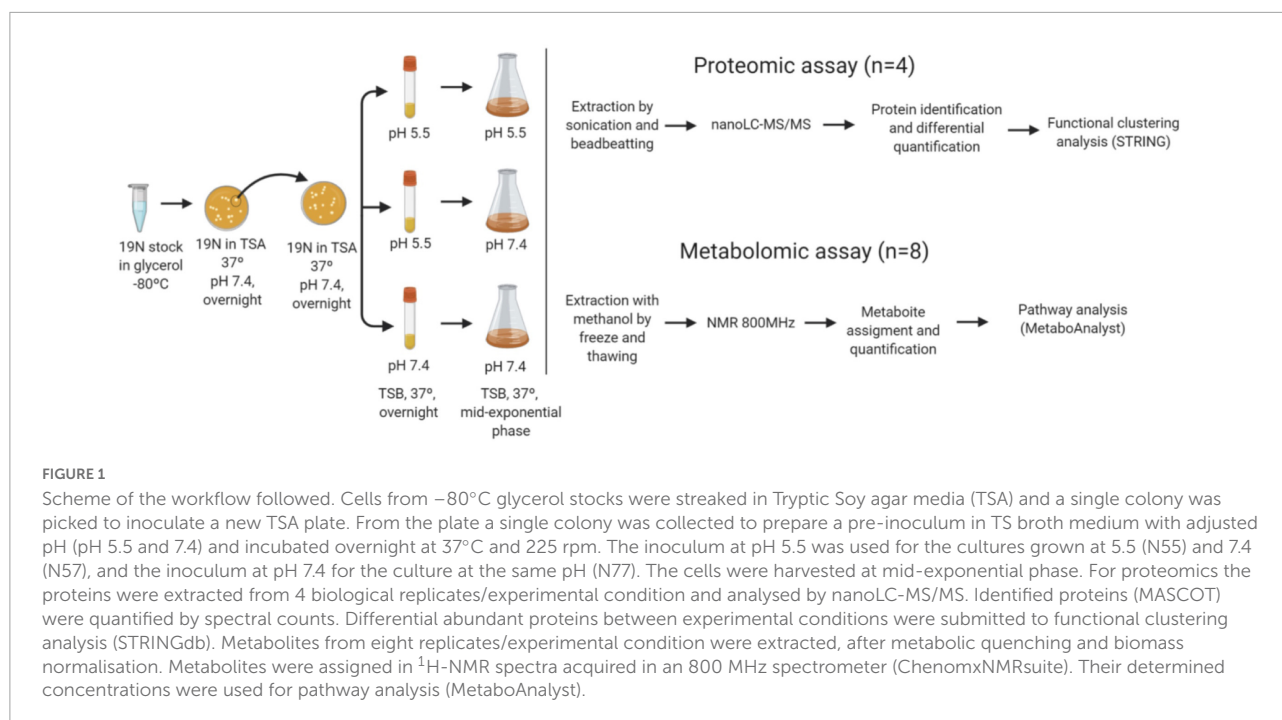 19N stock
in glycerol
-80ºC
19N in TSA
37º
pH 7.4,
overnight
19N in TSA
37º
pH 7.4,
overnight
pH 5.5
pH 5.5
pH 5.5
pH 7.4
pH 7.4
pH 7.4
TSB, 37º,
overnight
TSB, 37º,
mid-exponential
phase
Proteomic assay (n=4)
Extraction by
sonication and
beadbeatting
nanoLC-MS/MS
Protein identification
and differential
quantification
Functional clustering
analysis (STRING)
Metabolomic assay (n=8)
Extraction with
methanol by
freeze and
thawing
NMR 800MHz
Metaboite
assigment and
quantification
Pathway analysis
(MetaboAnalyst)
FIGURE 1
Scheme of the workflow followed. Cells from −80°C glycerol stocks were streaked in Tryptic Soy agar media (TSA) and a single colony was
picked to inoculate a new TSA plate. From the plate a single colony was collected to prepare a pre-inoculum in TS broth medium with adjusted
pH (pH 5.5 and 7.4) and incubated overnight at 37°C and 225 rpm. The inoculum at pH 5.5 was used for the cultures grown at 5.5 (N55) and 7.4
(N57), and the inoculum at pH 7.4 for the culture at the same pH (N77). The cells were harvested at mid-exponential phase. For proteomics the
proteins were extracted from 4 biological replicates/experimental condition and analysed by nanoLC-MS/MS. Identified proteins (MASCOT)
were quantified by spectral counts. Differential abundant proteins between experimental conditions were submitted to functional clustering
analysis (STRINGdb). Metabolites from eight replicates/experimental condition were extracted, after metabolic quenching and biomass
normalisation. Metabolites were assigned in ¹H-NMR spectra acquired in an 800 MHz spectrometer (ChenomxNMRsuite). Their determined
concentrations were used for pathway analysis (MetaboAnalyst).